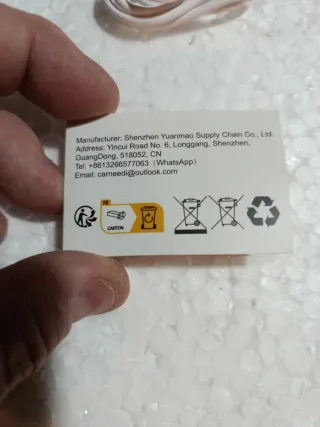 Manufacturer: Shenzhen Yuanmao Supply Chain Co., Ltd.
Address: Yincui Road No. 6, Longgang, Shenzhen,
GuangDong, 518052, CN
Tel: +8613266577063 (WhatsApp)
Email: carneedi@outlook.com
FR
CARTON